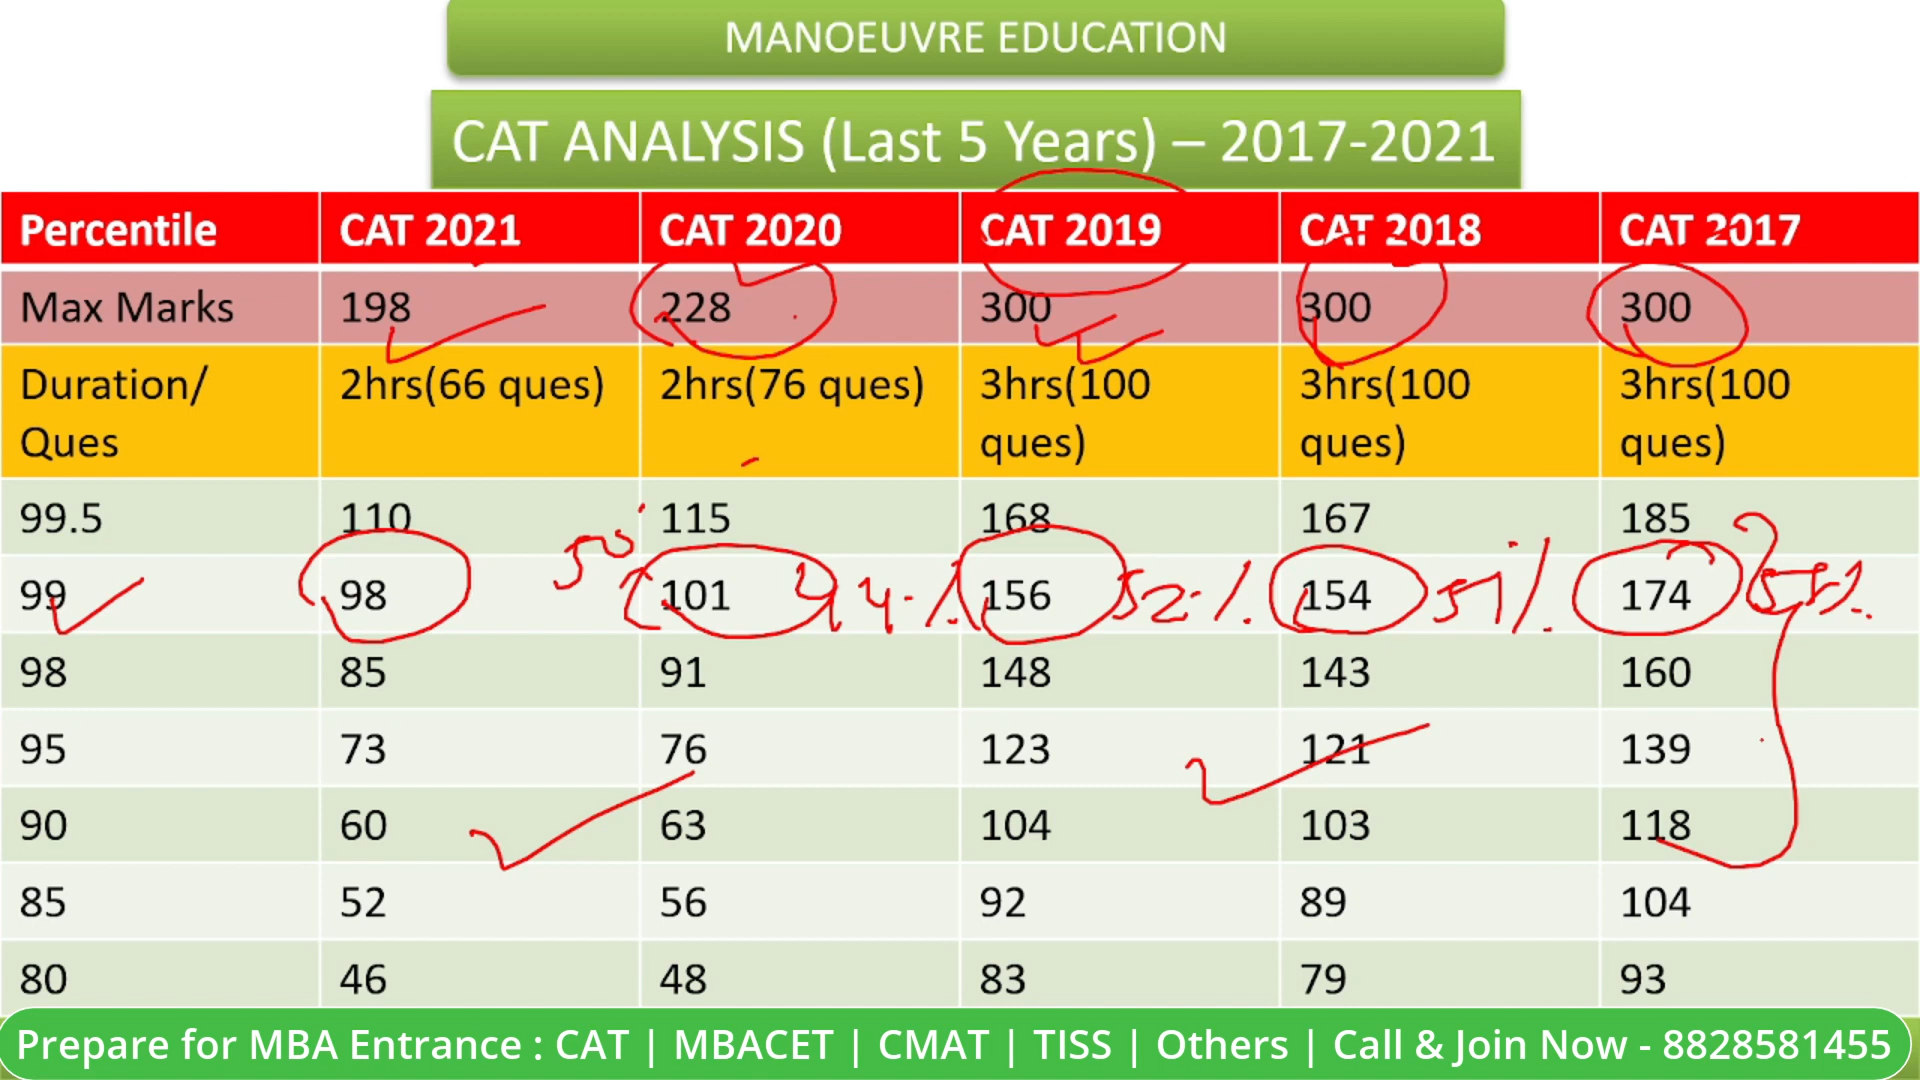 MANOEUVRE EDUCATION
CAT ANALYSIS (Last 5 Years) – 2017-2021
Percentile CAT 2021 CAT 2020 CAT 2019 CAT 2018 CAT 2017
Max Marks 198 228 300 300 300
Duration/ 2hrs(66 ques) 2hrs(76 ques) 3hrs(100 3hrs(100 3hrs(100
Ques ques) ques) ques)
99.5 110 115 168 167 185
99 98 101 44% 156 52% 154 51% 174 58%
98 85 91 148 143 160
95 73 76 123 121 139
90 60 63 104 103 118
85 52 56 92 89 104
80 46 48 83 79 93
Prepare for MBA Entrance : CAT | MBACET | CMAT | TISS | Others | Call & Join Now - 8828581455